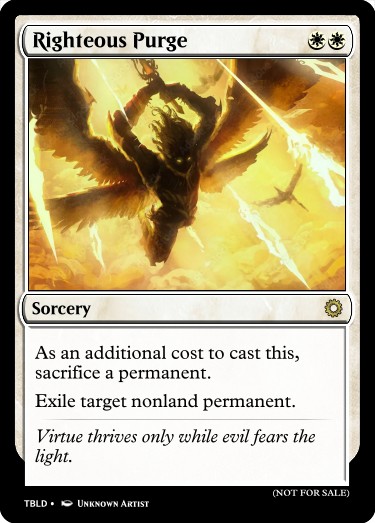 Righteous Purge
Sorcery
As an additional cost to cast this,
sacrifice a permanent.
Exile target nonland permanent.
Virtue thrives only while evil fears the
light.
(NOT FOR SALE)
TBLD • Unknown Artist